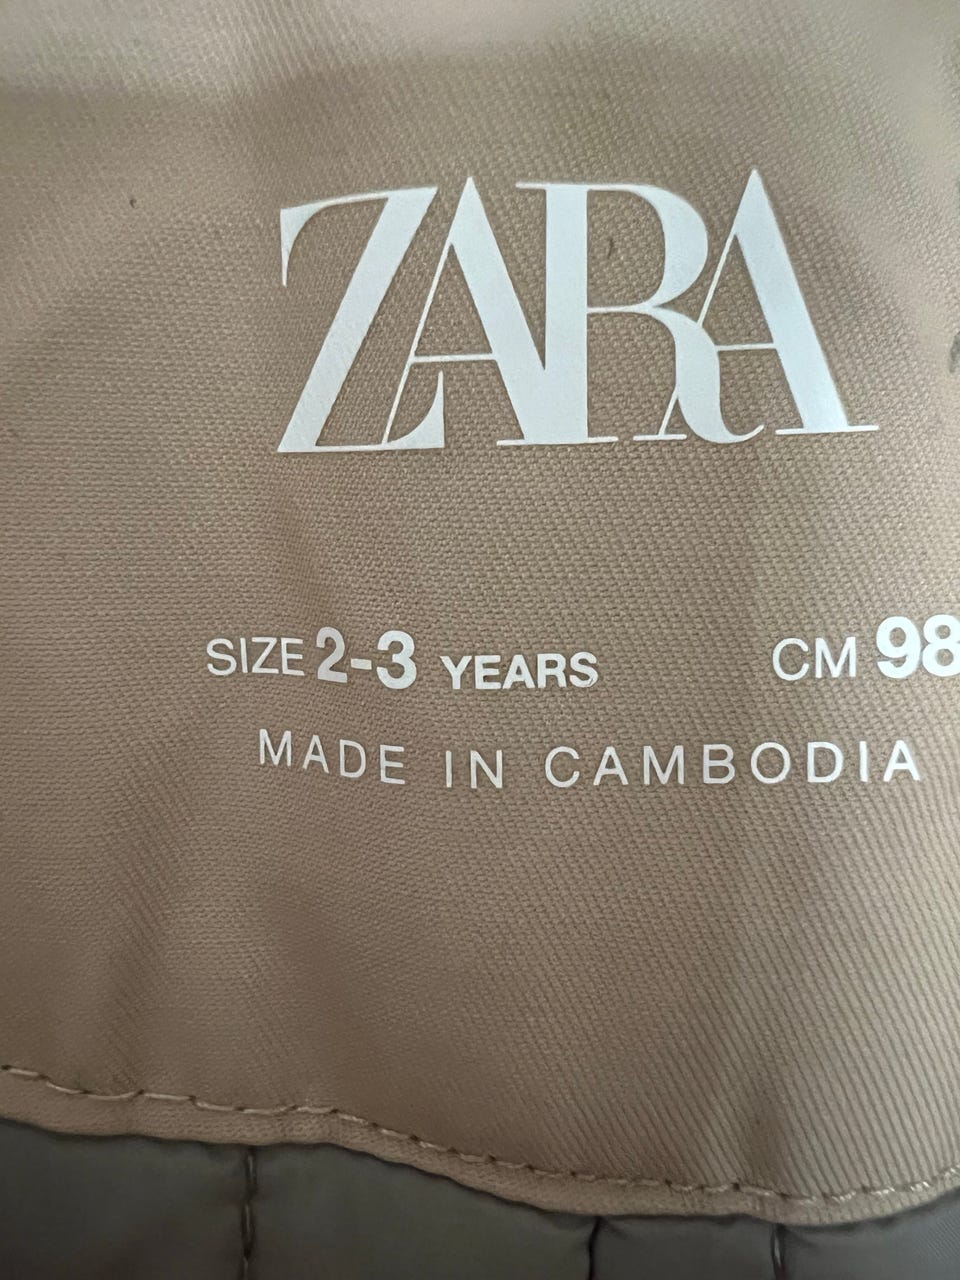 ZARA
SIZE 2-3 YEARS CM 98
MADE IN CAMBODIA